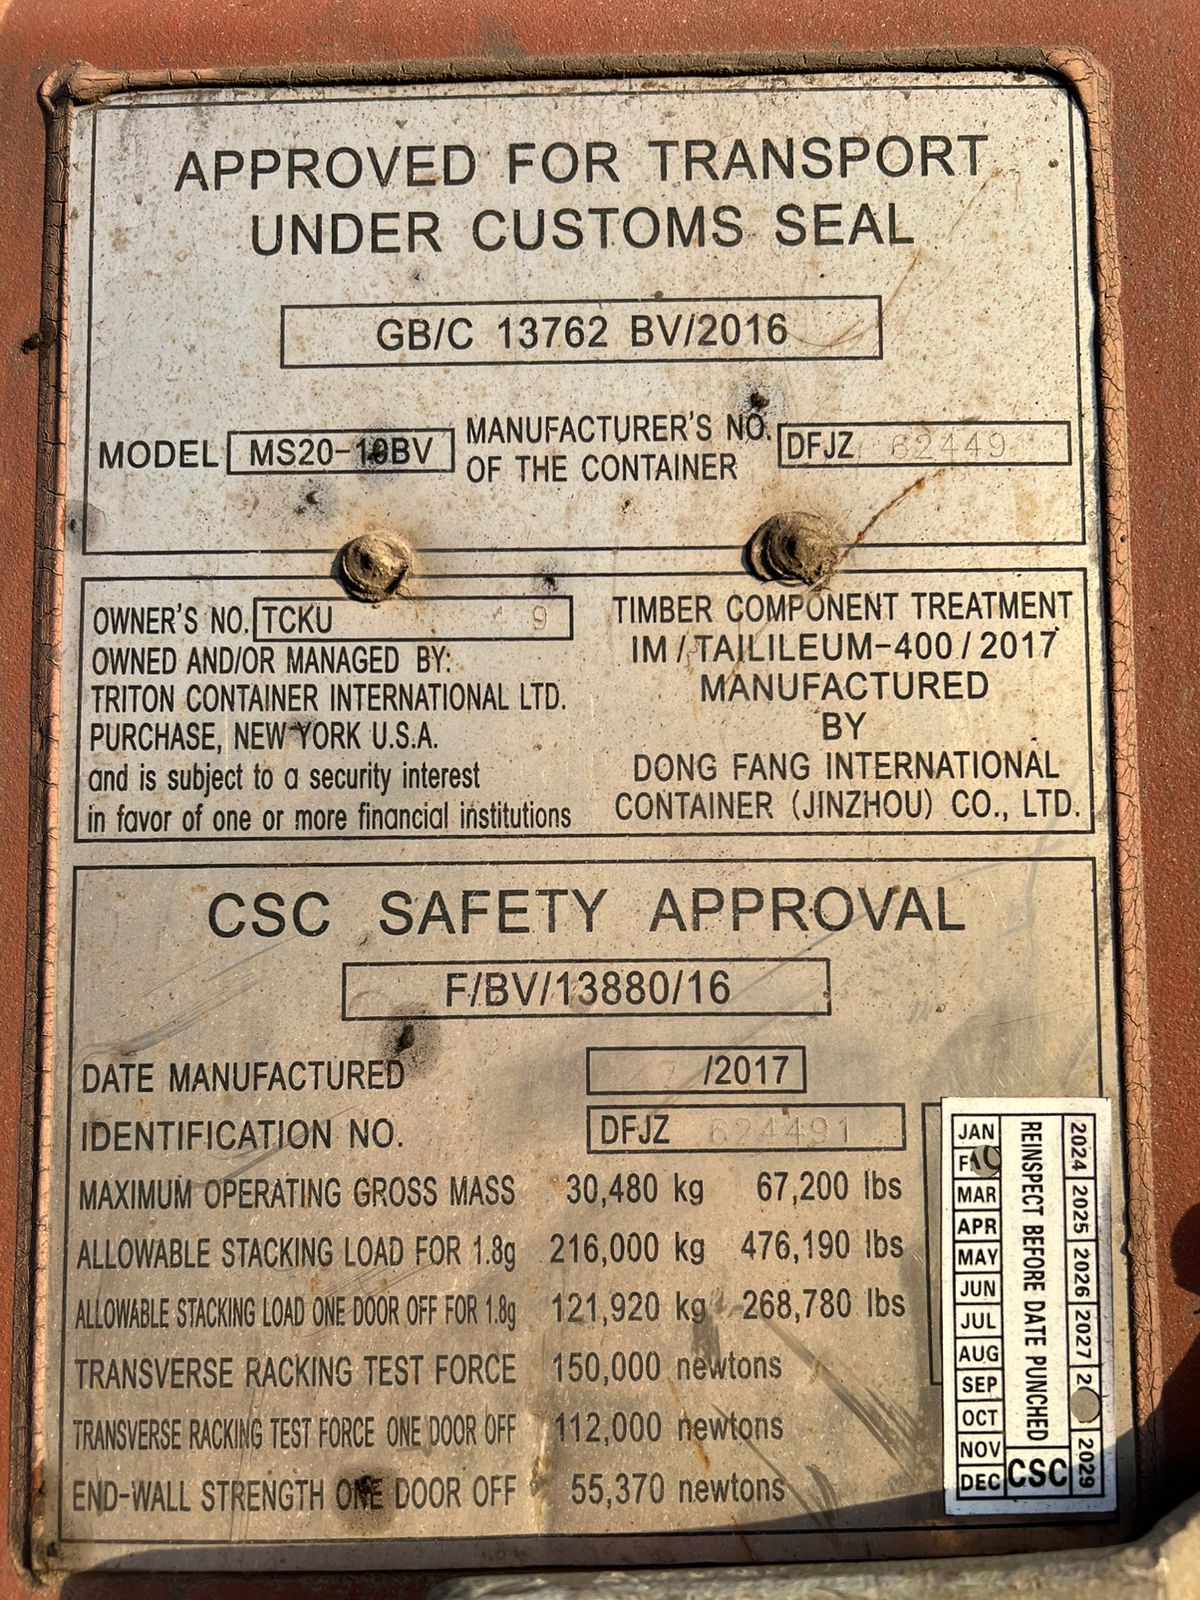 APPROVED FOR TRANSPORT
UNDER CUSTOMS SEAL
GB/C 13762 BV/2016
MODEL MS20-10BV
MANUFACTURER'S NO.
OF THE CONTAINER
DFJZ 624491
OWNER'S NO. TCKU 9
OWNED AND/OR MANAGED BY:
TRITON CONTAINER INTERNATIONAL LTD.
PURCHASE, NEW YORK U.S.A.
and is subject to a security interest
in favor of one or more financial institutions
TIMBER COMPONENT TREATMENT
IM / TAILILEUM-400 / 2017
MANUFACTURED
BY
DONG FANG INTERNATIONAL
CONTAINER (JINZHOU) CO., LTD.
CSC SAFETY APPROVAL
F/BV/13880/16
DATE MANUFACTURED /2017
IDENTIFICATION NO. DFJZ 624491
MAXIMUM OPERATING GROSS MASS 30,480 kg 67,200 lbs
ALLOWABLE STACKING LOAD FOR 1.8g 216,000 kg 476,190 lbs
ALLOWABLE STACKING LOAD ONE DOOR OFF FOR 1.8g 121,920 kg 268,780 lbs
TRANSVERSE RACKING TEST FORCE 150,000 newtons
TRANSVERSE RACKING TEST FORCE ONE DOOR OFF 112,000 newtons
END-WALL STRENGTH ONE DOOR OFF 55,370 newtons
JAN
MAR
APR
MAY
JUN
JUL
AUG
SEP
OCT
NOV
DEC
REINSPECT BEFORE DATE PUNCHED
CSC
2024 2025 2026 2027 2029